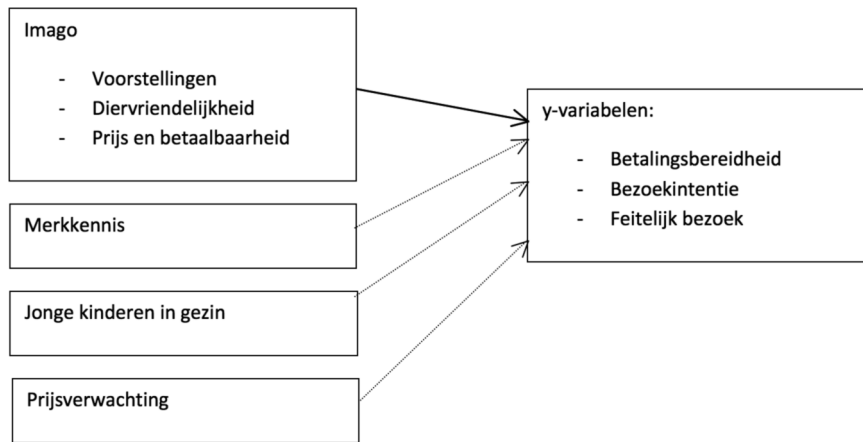 Imago
- Voorstellingen
- Diervriendelijkheid
- Prijs en betaalbaarheid
Merkkennis
Jonge kinderen in gezin
Prijsverwachting
y-variabelen:
- Betalingsbereidheid
- Bezoekintentie
- Feitelijk bezoek